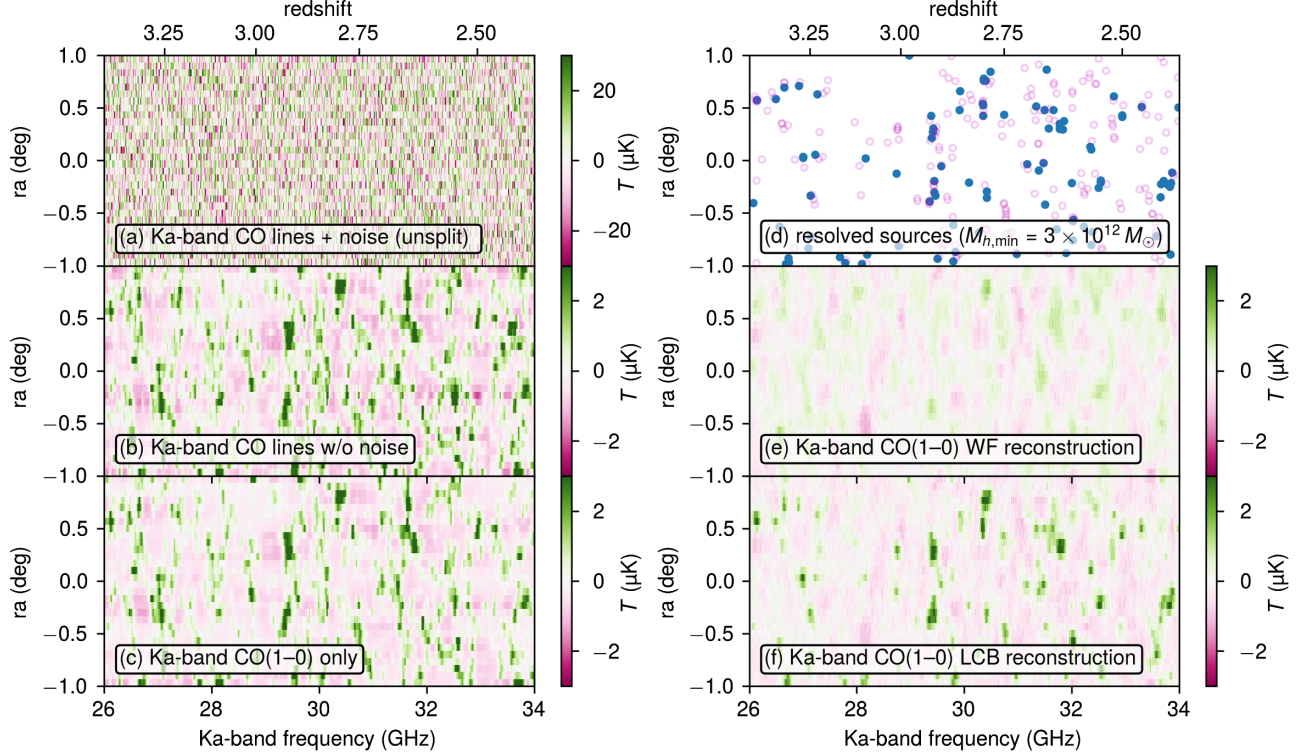 redshift
3.25 3.00 2.75 2.50
1.0
0.5
0.0
−0.5
−1.0
ra (deg)
(a) Ka-band CO lines + noise (unsplit)
20
0
−20
T (µK)
1.0
0.5
0.0
−0.5
−1.0
ra (deg)
(b) Ka-band CO lines w/o noise
2
0
−2
T (µK)
0.5
0.0
−0.5
−1.0
ra (deg)
(c) Ka-band CO(1–0) only
2
0
−2
T (µK)
26 28 30 32 34
Ka-band frequency (GHz)
redshift
3.25 3.00 2.75 2.50
1.0
0.5
0.0
−0.5
−1.0
ra (deg)
(d) resolved sources (Mh,min = 3 × 10¹² M⊙)
0.5
0.0
−0.5
−1.0
ra (deg)
(e) Ka-band CO(1–0) WF reconstruction
2
0
−2
T (µK)
0.5
0.0
−0.5
−1.0
ra (deg)
(f) Ka-band CO(1–0) LCB reconstruction
2
0
−2
T (µK)
26 28 30 32 34
Ka-band frequency (GHz)